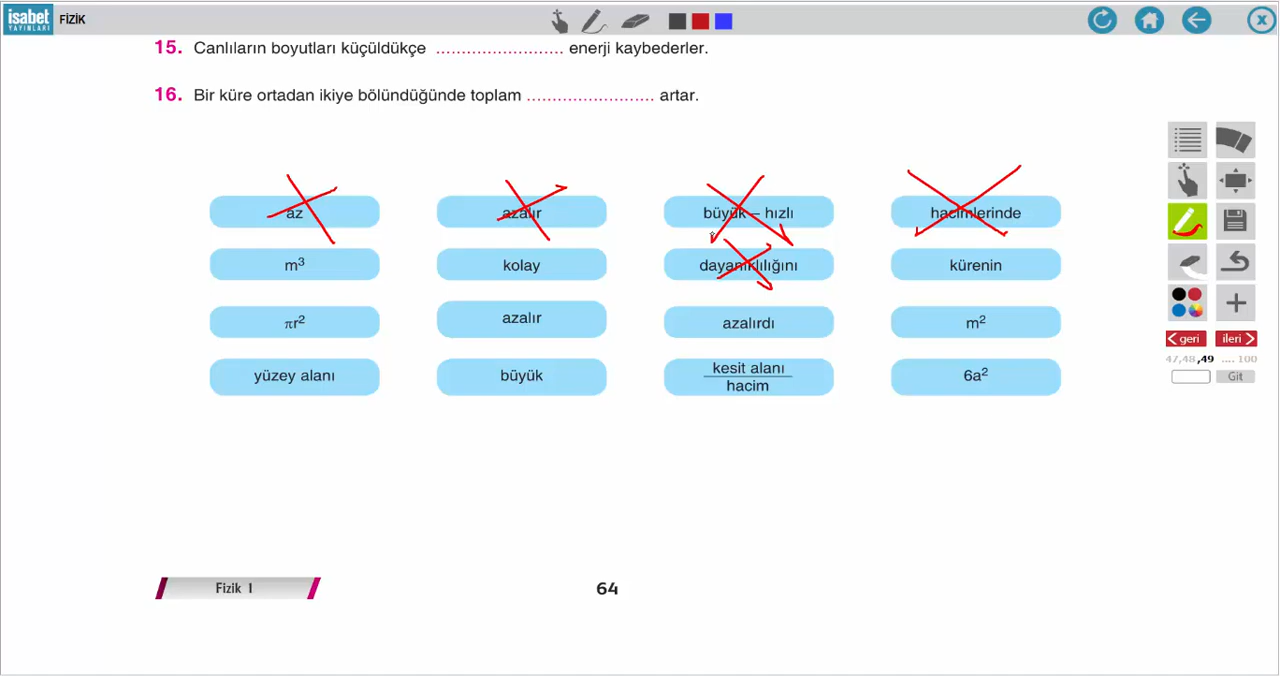 isabet
YAYINLARI
FİZİK
15. Canlıların boyutları küçüldükçe ......................... enerji kaybederler.
16. Bir küre ortadan ikiye bölündüğünde toplam ......................... artar.
az azalır büyük – hızlı hacimlerinde
m³ kolay dayanıklılığını kürenin
πr² azalır azalırdı m²
yüzey alanı büyük kesit alanı 6a²
hacim
geri ileri
47,48,49 .... 100
Git
Fizik I
64